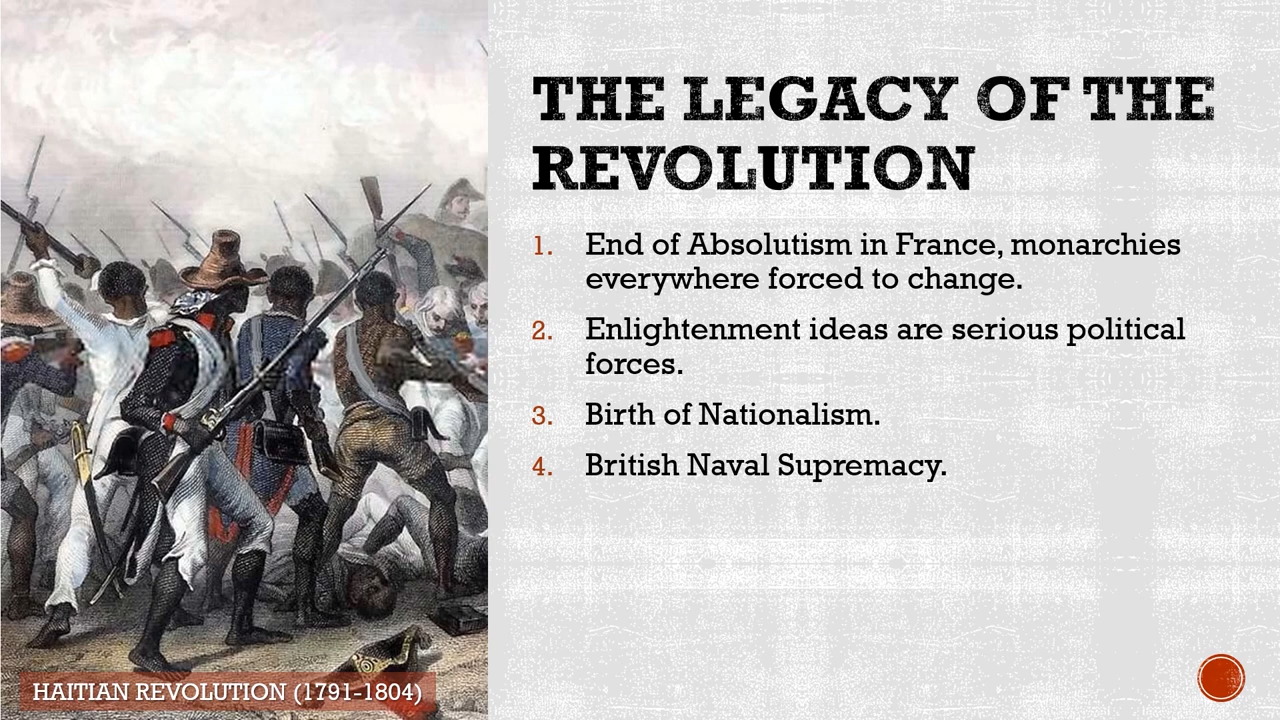 THE LEGACY OF THE
REVOLUTION
1. End of Absolutism in France, monarchies
everywhere forced to change.
2. Enlightenment ideas are serious political
forces.
3. Birth of Nationalism.
4. British Naval Supremacy.
HAITIAN REVOLUTION (1791-1804)